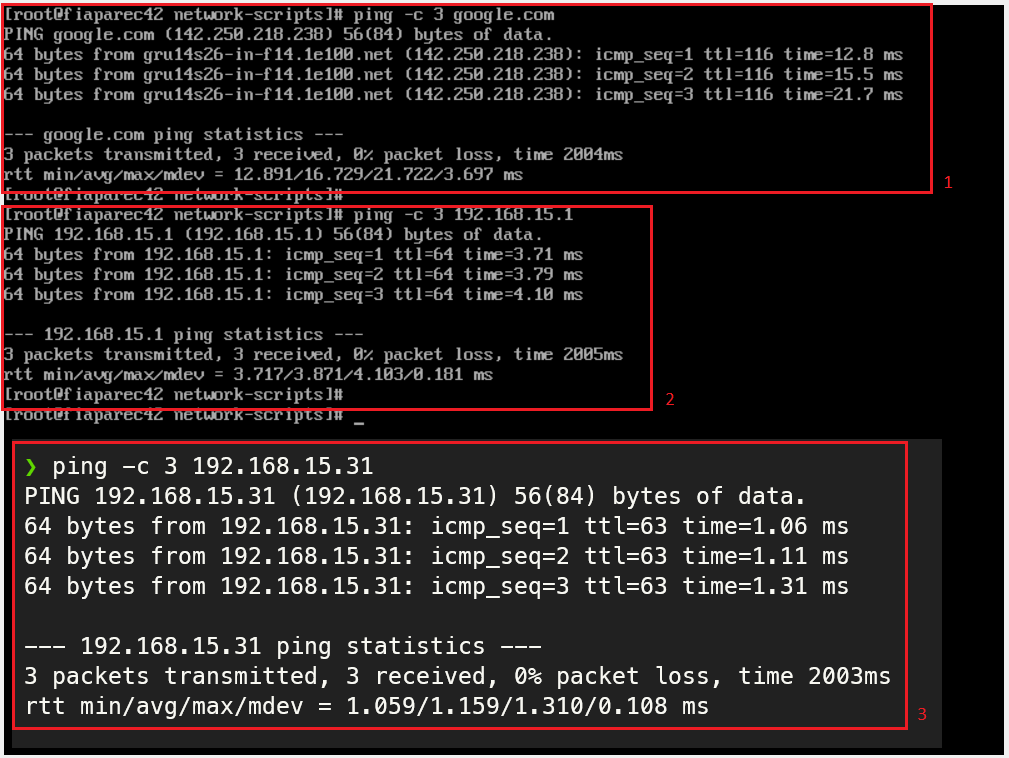 [root@fiaparec42 network-scripts]# ping -c 3 google.com
PING google.com (142.250.218.238) 56(84) bytes of data.
64 bytes from gru14s26-in-f14.1e100.net (142.250.218.238): icmp_seq=1 ttl=116 time=12.8 ms
64 bytes from gru14s26-in-f14.1e100.net (142.250.218.238): icmp_seq=2 ttl=116 time=15.5 ms
64 bytes from gru14s26-in-f14.1e100.net (142.250.218.238): icmp_seq=3 ttl=116 time=21.7 ms
--- google.com ping statistics ---
3 packets transmitted, 3 received, 0% packet loss, time 2004ms
rtt min/avg/max/mdev = 12.891/16.729/21.722/3.697 ms
1
[root@fiaparec42 network-scripts]#
[root@fiaparec42 network-scripts]# ping -c 3 192.168.15.1
PING 192.168.15.1 (192.168.15.1) 56(84) bytes of data.
64 bytes from 192.168.15.1: icmp_seq=1 ttl=64 time=3.71 ms
64 bytes from 192.168.15.1: icmp_seq=2 ttl=64 time=3.79 ms
64 bytes from 192.168.15.1: icmp_seq=3 ttl=64 time=4.10 ms
--- 192.168.15.1 ping statistics ---
3 packets transmitted, 3 received, 0% packet loss, time 2005ms
rtt min/avg/max/mdev = 3.717/3.871/4.103/0.181 ms
[root@fiaparec42 network-scripts]#
2
[root@fiaparec42 network-scripts]# _
❯ ping -c 3 192.168.15.31
PING 192.168.15.31 (192.168.15.31) 56(84) bytes of data.
64 bytes from 192.168.15.31: icmp_seq=1 ttl=63 time=1.06 ms
64 bytes from 192.168.15.31: icmp_seq=2 ttl=63 time=1.11 ms
64 bytes from 192.168.15.31: icmp_seq=3 ttl=63 time=1.31 ms
--- 192.168.15.31 ping statistics ---
3 packets transmitted, 3 received, 0% packet loss, time 2003ms
rtt min/avg/max/mdev = 1.059/1.159/1.310/0.108 ms
3